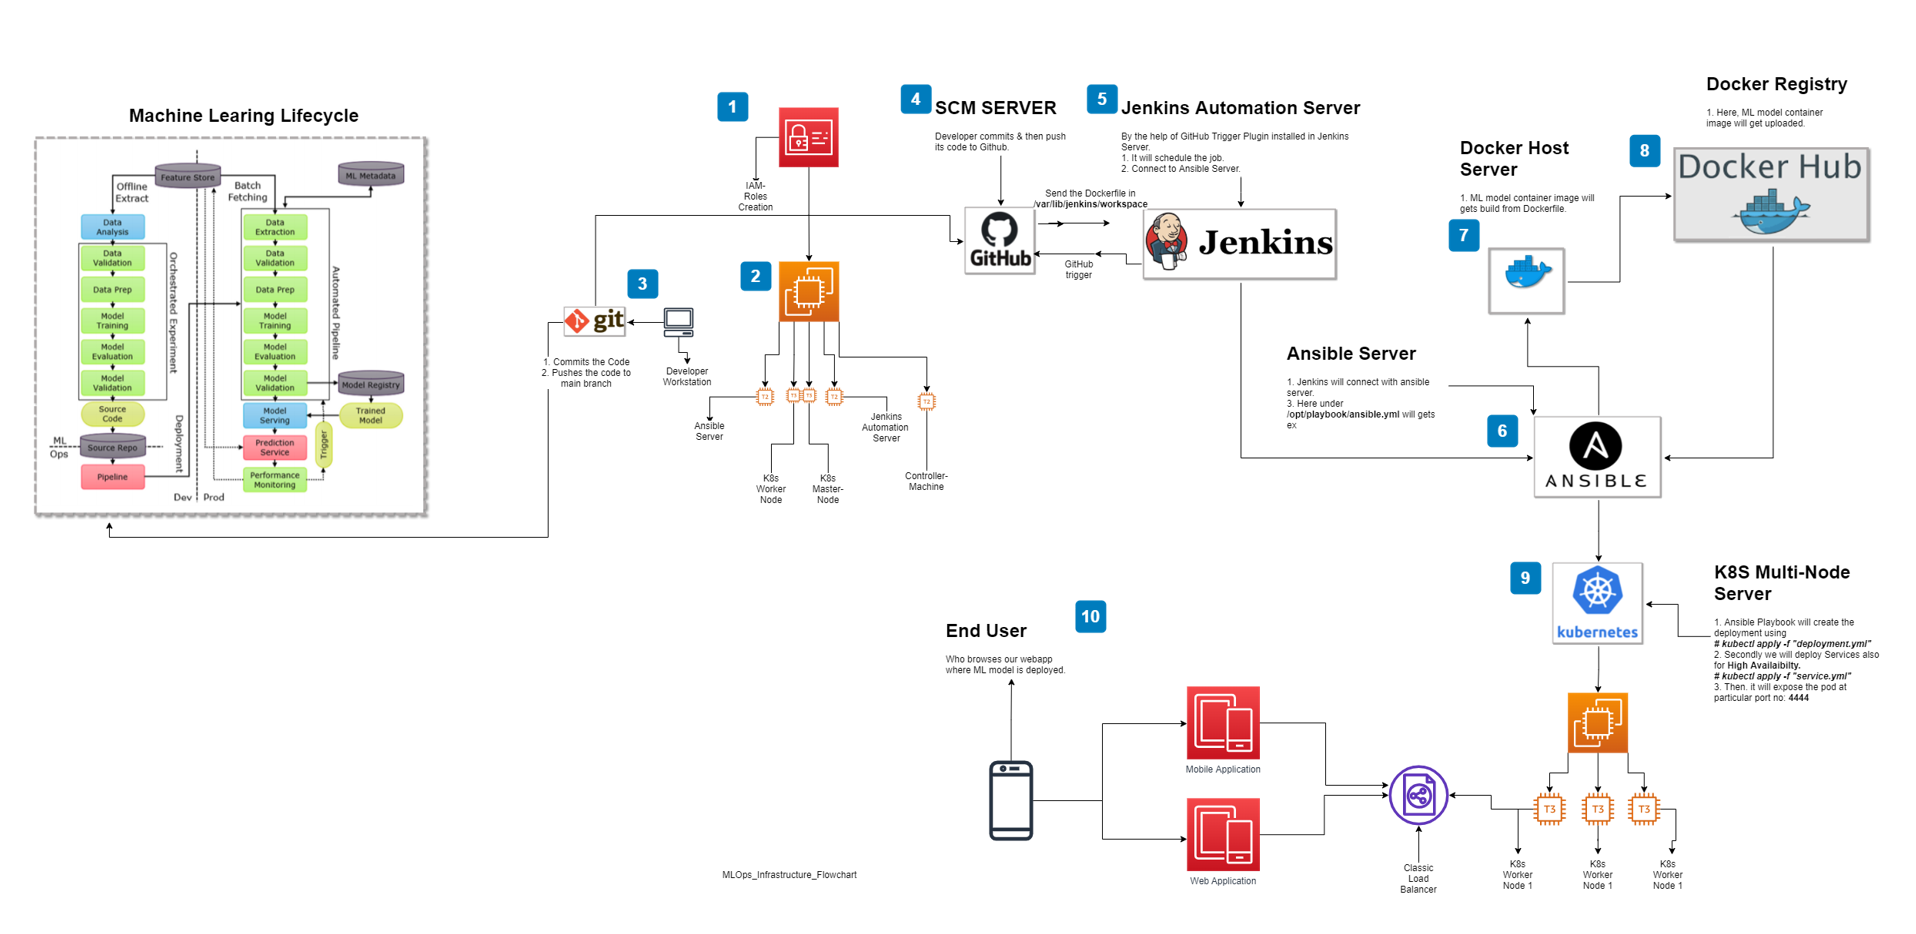 Machine Learing Lifecycle
Feature Store
ML Metadata
Offline
Extract
Batch
Fetching
Data
Analysis
Data
Validation
Data Prep
Model
Training
Model
Evaluation
Model
Validation
Orchestrated Experiment
Source
Code
ML
Ops
Source Repo
Pipeline
Deployment
Dev
Prod
Data
Extraction
Data
Validation
Data Prep
Model
Training
Model
Evaluation
Model
Validation
Automated Pipeline
Model Registry
Model
Serving
Trained
Model
Prediction
Service
Trigger
Performance
Monitoring
1
IAM-
Roles
Creation
2
T2
T3
T3
T2
T2
Ansible
Server
K8s
Worker
Node
K8s
Master-
Node
Jenkins
Automation
Server
Controller-
Machine
3
git
1. Commits the Code
2. Pushes the code to
main branch
Developer
Workstation
4
SCM SERVER
Developer commits & then push
its code to Github.
GitHub
Send the Dockerfile in
/var/lib/jenkins/workspace
GitHub
trigger
5
Jenkins Automation Server
By the help of GitHub Trigger Plugin installed in Jenkins
Server.
1. It will schedule the job.
2. Connect to Ansible Server.
Jenkins
Ansible Server
1. Jenkins will connect with ansible
server.
3. Here under
/opt/playbook/ansible.yml will gets
ex
6
A
ANSIBLE
Docker Host
Server
1. ML model container image will
gets build from Dockerfile.
7
Docker Registry
1. Here, ML model container
image will get uploaded.
8
Docker Hub
9
kubernetes
K8S Multi-Node
Server
1. Ansible Playbook will create the
deployment using
# kubectl apply -f "deployment.yml"
2. Secondly we will deploy Services also
for High Availaibilty.
# kubectl apply -f "service.yml"
3. Then. it will expose the pod at
particular port no: 4444
T3
T3
T3
K8s
Worker
Node 1
K8s
Worker
Node 1
K8s
Worker
Node 1
10
End User
Who browses our webapp
where ML model is deployed.
Mobile Application
Web Application
Classic
Load
Balancer
MLOps_Infrastructure_Flowchart